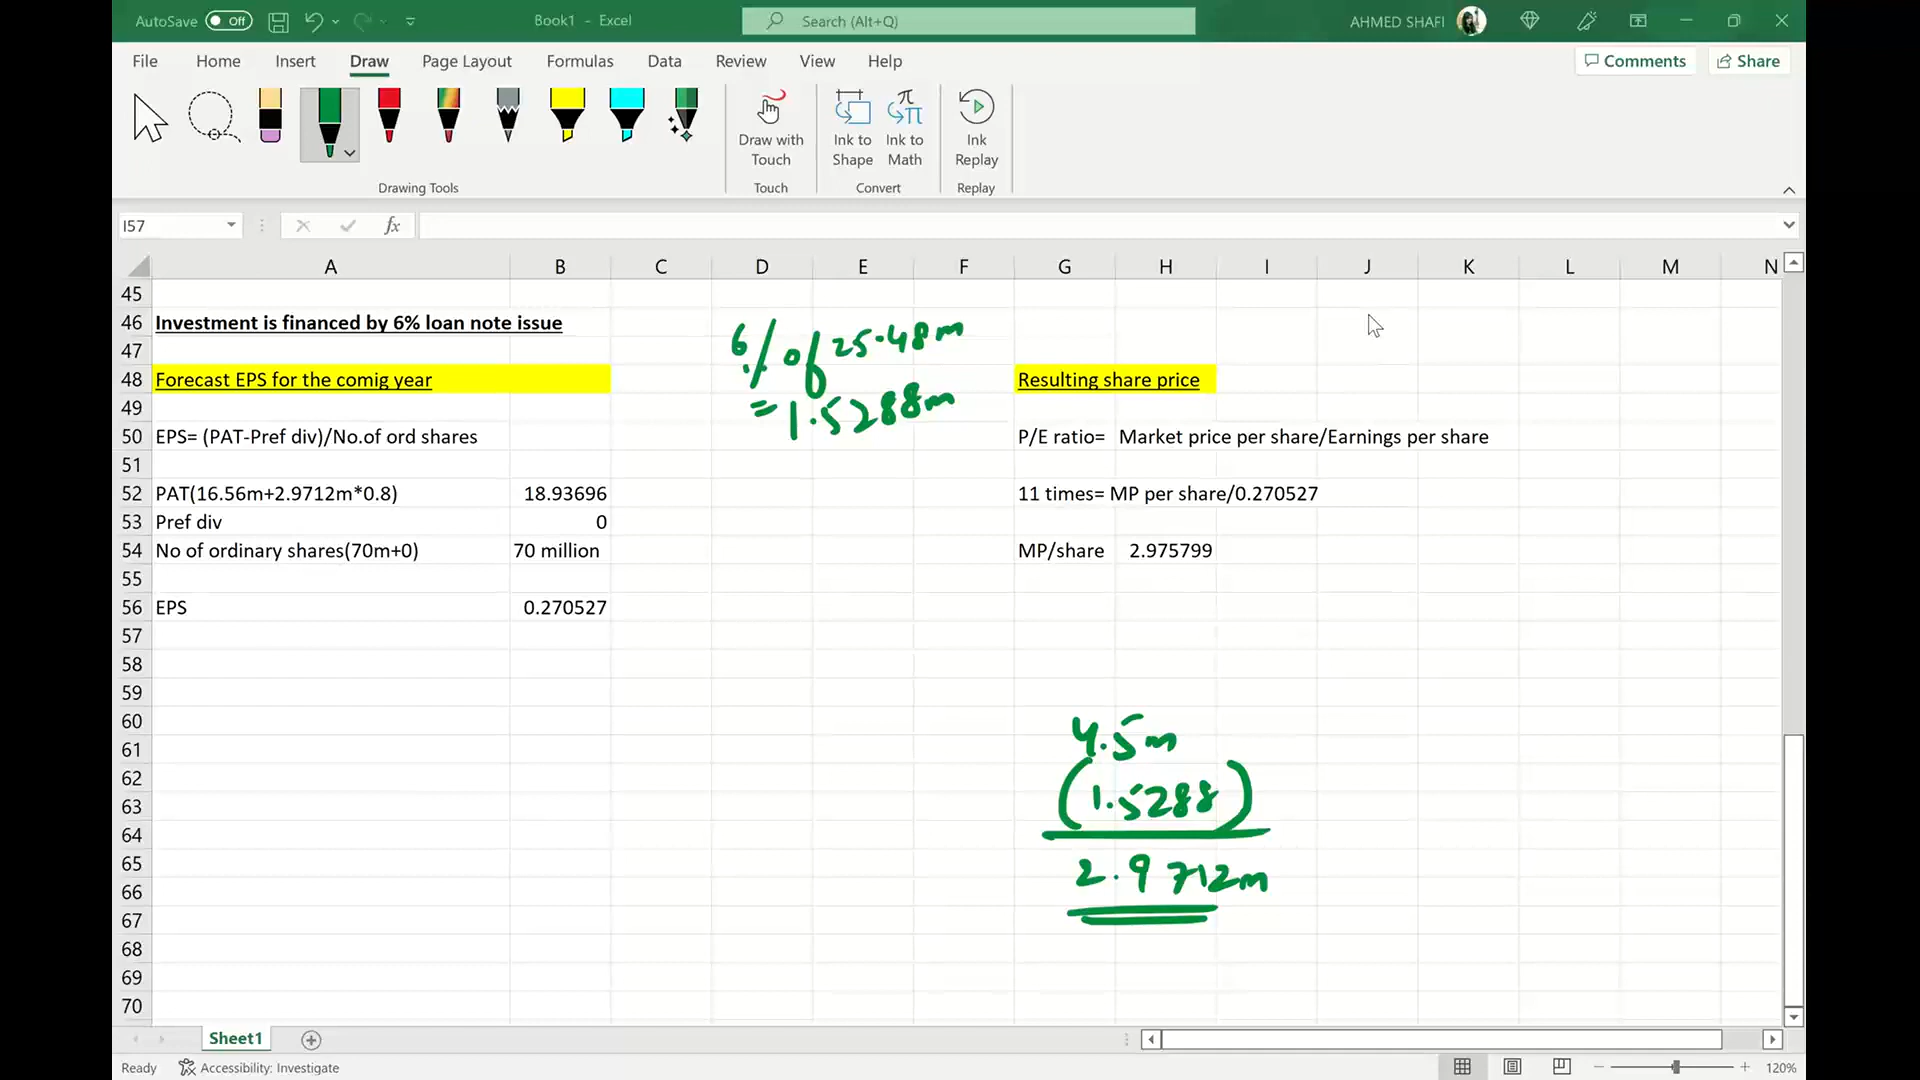 AutoSave Off Book1 - Excel Search (Alt+Q) AHMED SHAFI
File Home Insert Draw Page Layout Formulas Data Review View Help Comments Share
Draw with Touch
Ink to Shape
Ink to Math
Ink Replay
Drawing Tools Touch Convert Replay
I57 fx
A B C D E F G H I J K L M N
45
46 Investment is financed by 6% loan note issue
6% of 25.48m
47
48 Forecast EPS for the comig year Resulting share price
= 1.5288m
49
50 EPS= (PAT-Pref div)/No.of ord shares P/E ratio= Market price per share/Earnings per share
51
52 PAT(16.56m+2.9712m*0.8) 18.93696 11 times= MP per share/0.270527
53 Pref div 0
54 No of ordinary shares(70m+0) 70 million MP/share 2.975799
55
56 EPS 0.270527
57
58
59
60
61 4.5m
62
63 (1.5288)
64
65
66 2.9712m
67
68
69
70
Sheet1
Ready Accessibility: Investigate 120%